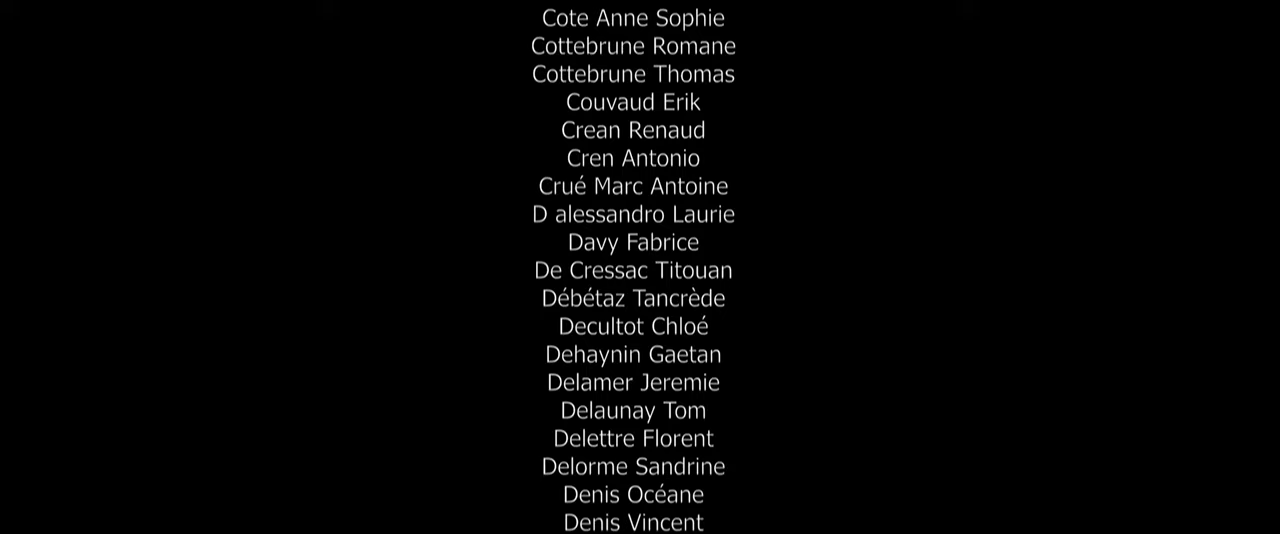 Cote Anne Sophie
Cottebrune Romane
Cottebrune Thomas
Couvaud Erik
Crean Renaud
Cren Antonio
Crué Marc Antoine
D alessandro Laurie
Davy Fabrice
De Cressac Titouan
Débétaz Tancrède
Decultot Chloé
Dehaynin Gaetan
Delamer Jeremie
Delaunay Tom
Delettre Florent
Delorme Sandrine
Denis Océane
Denis Vincent